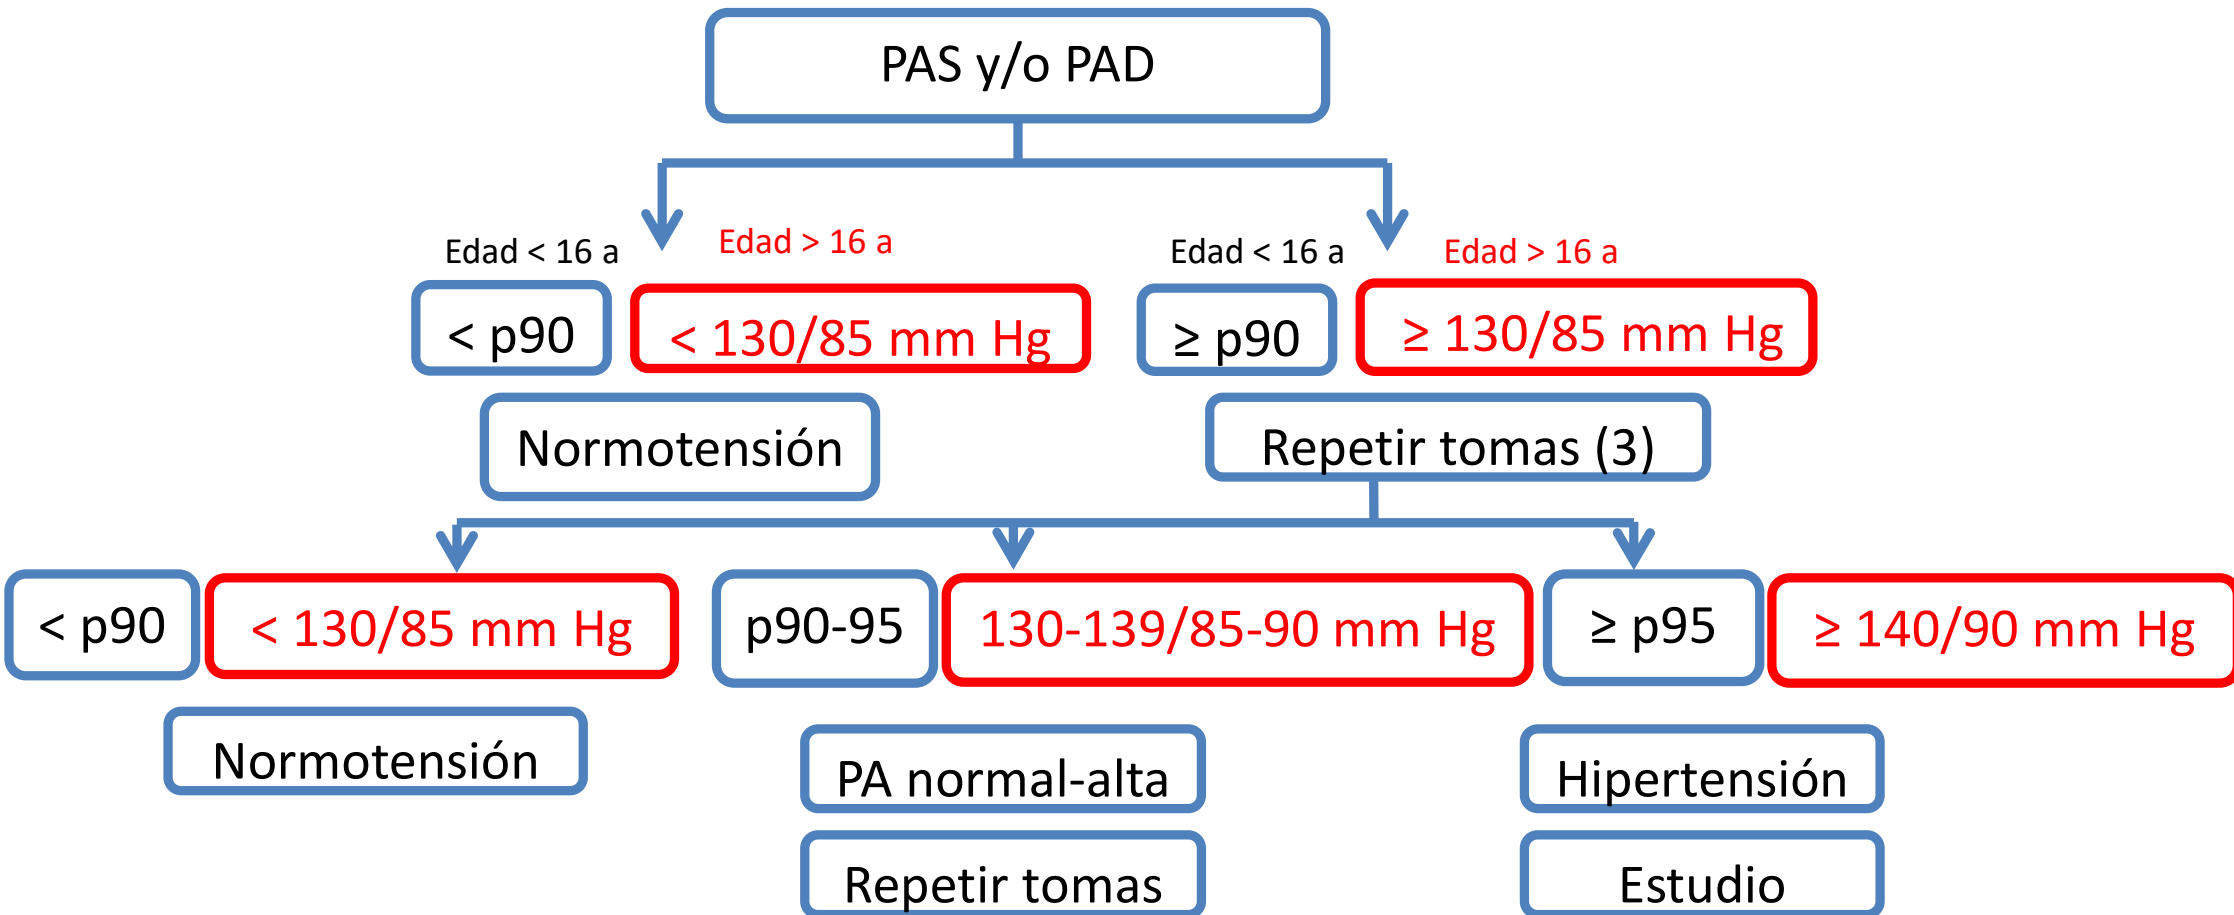 PAS y/o PAD
Edad < 16 a
Edad > 16 a
Edad < 16 a
Edad > 16 a
< p90
< 130/85 mm Hg
≥ p90
≥ 130/85 mm Hg
Normotensión
Repetir tomas (3)
< p90
< 130/85 mm Hg
p90-95
130-139/85-90 mm Hg
≥ p95
≥ 140/90 mm Hg
Normotensión
PA normal-alta
Hipertensión
Repetir tomas
Estudio